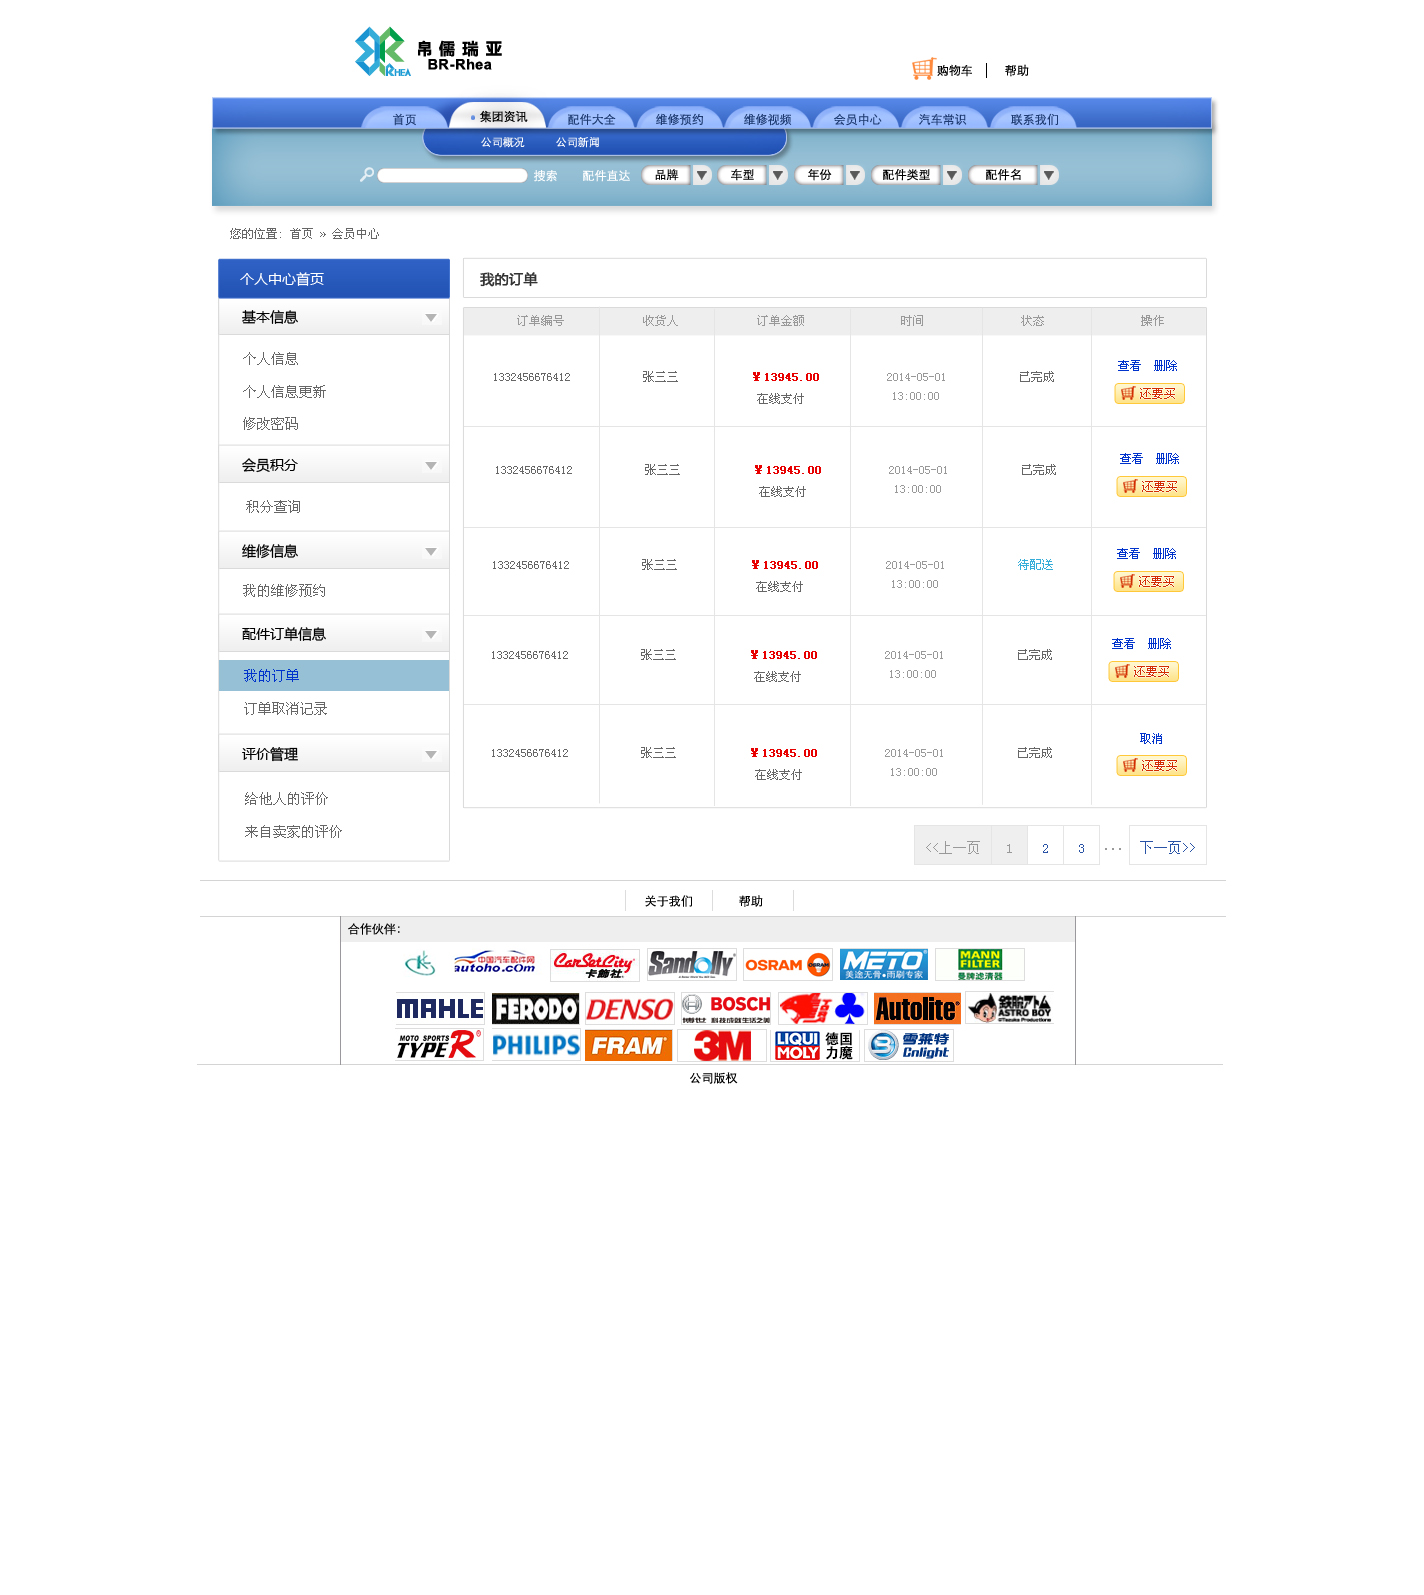 帛儒瑞亚
BR-Rhea
RHEA
购物车 帮助
首页 集团资讯 配件大全 维修预约 维修视频 会员中心 汽车常识 联系我们
公司概况 公司新闻
搜索 配件直达 品牌 车型 年份 配件类型 配件名
您的位置：首页 » 会员中心
个人中心首页
基本信息
个人信息
个人信息更新
修改密码
会员积分
积分查询
维修信息
我的维修预约
配件订单信息
我的订单
订单取消记录
评价管理
给他人的评价
来自卖家的评价
我的订单
订单编号 收货人 订单金额 时间 状态 操作
1332456676412 张三三 ¥13945.00 在线支付 2014-05-01 13:00:00 已完成 查看 删除 还要买
1332456676412 张三三 ¥13945.00 在线支付 2014-05-01 13:00:00 已完成 查看 删除 还要买
1332456676412 张三三 ¥13945.00 在线支付 2014-05-01 13:00:00 待配送 查看 删除 还要买
1332456676412 张三三 ¥13945.00 在线支付 2014-05-01 13:00:00 已完成 查看 删除 还要买
1332456676412 张三三 ¥13945.00 在线支付 2014-05-01 13:00:00 已完成 取消 还要买
<<上一页 1 2 3 ... 下一页>>
关于我们 帮助
合作伙伴：
中国汽车配件网 autoho.com CarSetCity 卡饰社 Sandolly OSRAM METO 美途无骨·雨刷专家 MANN FILTER 曼牌滤清器
MAHLE FERODO DENSO BOSCH 科技成就生活之美 Autolite 铁航 ASTRO BOY ©Tezuka Productions
MOTO SPORTS TYPE R PHILIPS FRAM 3M LIQUI MOLY 德国力魔 雪莱特 Cnlight
公司版权